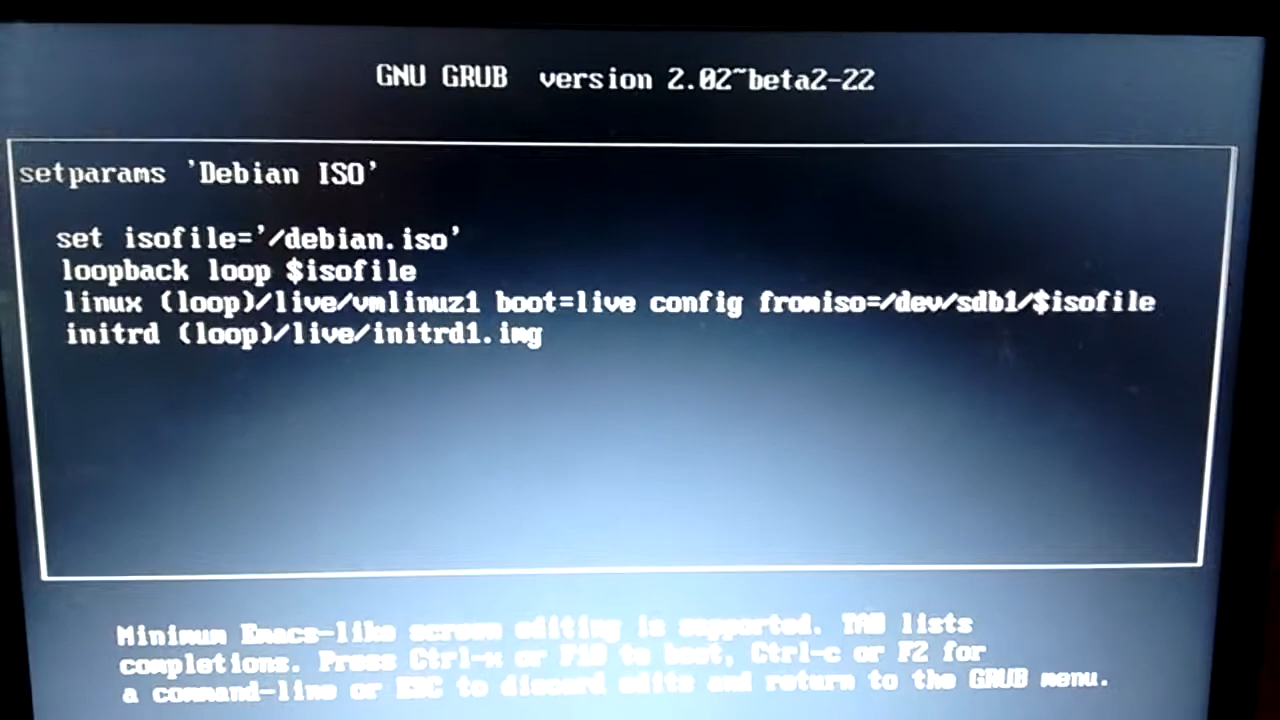 GNU GRUB version 2.02~beta2-22
setparams 'Debian ISO'
set isofile='/debian.iso'
loopback loop $isofile
linux (loop)/live/vmlinuz1 boot=live config fromiso=/dev/sdb1/$isofile
initrd (loop)/live/initrd1.img
Minimum Emacs-like screen editing is supported. TAB lists
completions. Press Ctrl-x or F10 to boot, Ctrl-c or F2 for
a command-line or ESC to discard edits and return to the GRUB menu.